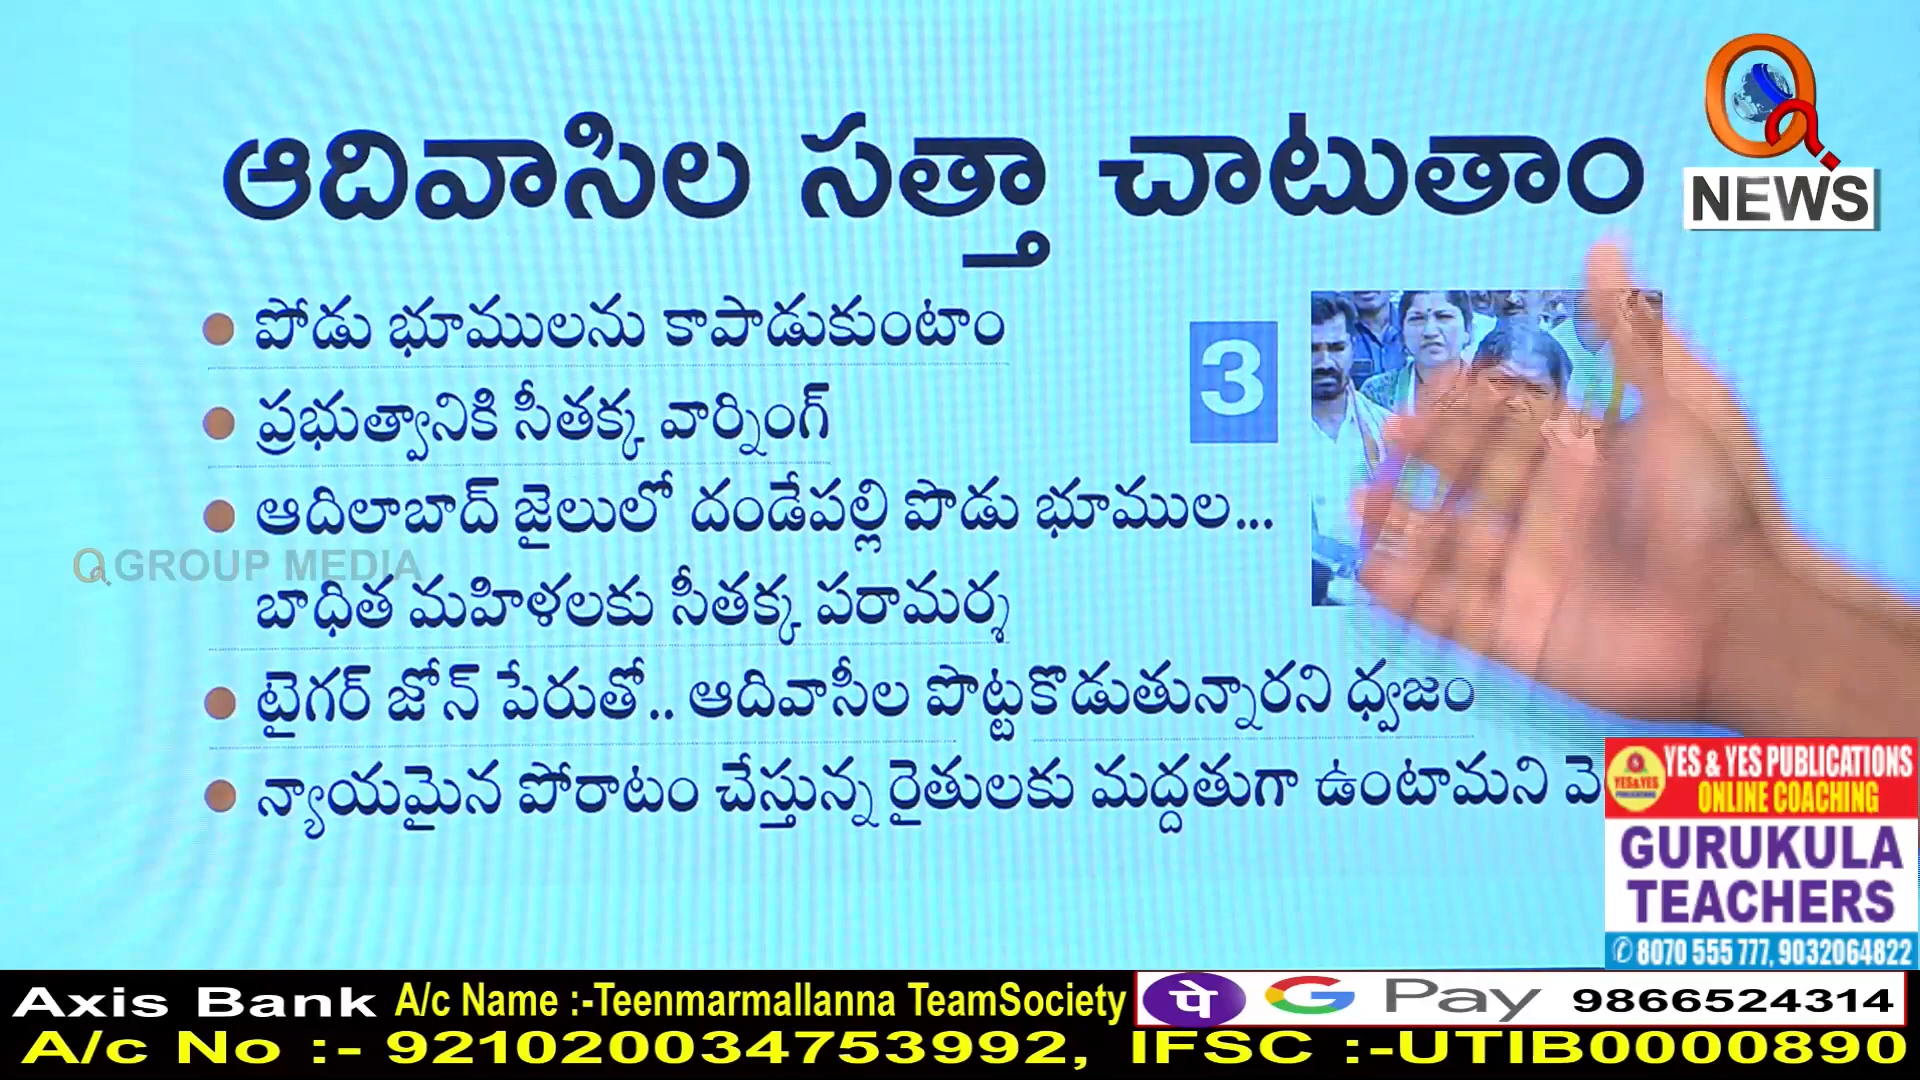 ఆదివాసిల సత్తా చాటుతాం
NEWS
పోడు భూములను కాపాడుకుంటాం
3
ప్రభుత్వానికి సీతక్క వార్నింగ్
ఆదిలాబాద్ జైలులో దండేపల్లి పొడు భూముల...
GROUP MEDIA
బాధిత మహిళలకు సీతక్క పరామర్శ
టైగర్ జోన్ పేరుతో.. ఆదివాసీల పొట్టకొడుతున్నారని ధ్వజం
న్యాయమైన పోరాటం చేస్తున్న రైతులకు మద్దతుగా ఉంటామని వె
YES & YES PUBLICATIONS
ONLINE COACHING
YES&YES
GURUKULA
TEACHERS
8070 555 777, 9032064822
Axis Bank A/c Name :-Teenmarmallanna TeamSociety
पे G Pay 9866524314
A/c No :- 921020034753992, IFSC :-UTIB0000890